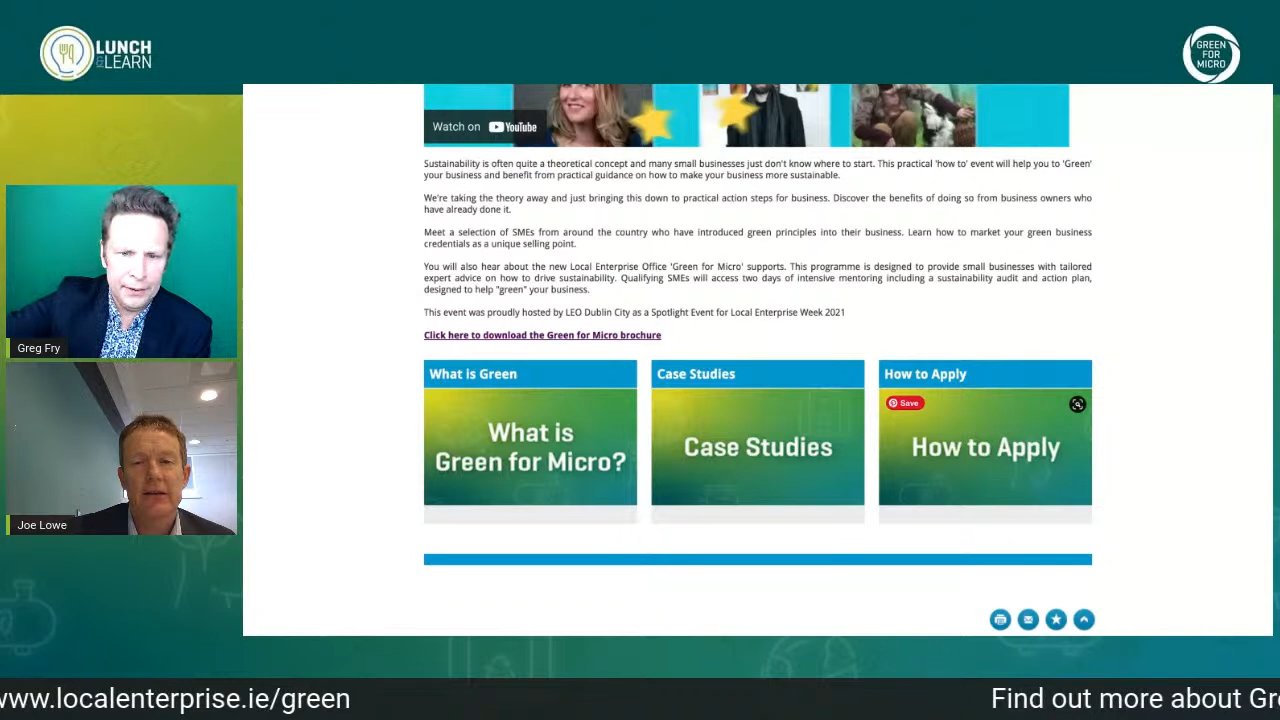 LUNCH
& LEARN
GREEN
FOR
MICRO
Watch on YouTube
Sustainability is often quite a theoretical concept and many small businesses just don't know where to start. This practical 'how to' event will help you to 'Green'
your business and benefit from practical guidance on how to make your business more sustainable.
We're taking the theory away and just bringing this down to practical action steps for business. Discover the benefits of doing so from business owners who
have already done it.
Meet a selection of SMEs from around the country who have introduced green principles into their business. Learn how to market your green business
credentials as a unique selling point.
You will also hear about the new Local Enterprise Office 'Green for Micro' supports. This programme is designed to provide small businesses with tailored
expert advice on how to drive sustainability. Qualifying SMEs will access two days of intensive mentoring including a sustainability audit and action plan,
designed to help "green" your business.
This event was proudly hosted by LEO Dublin City as a Spotlight Event for Local Enterprise Week 2021
Click here to download the Green for Micro brochure
What is Green
Case Studies
How to Apply
Save
What is
Green for Micro?
Case Studies
How to Apply
Greg Fry
Joe Lowe
www.localenterprise.ie/green
Find out more about Gre